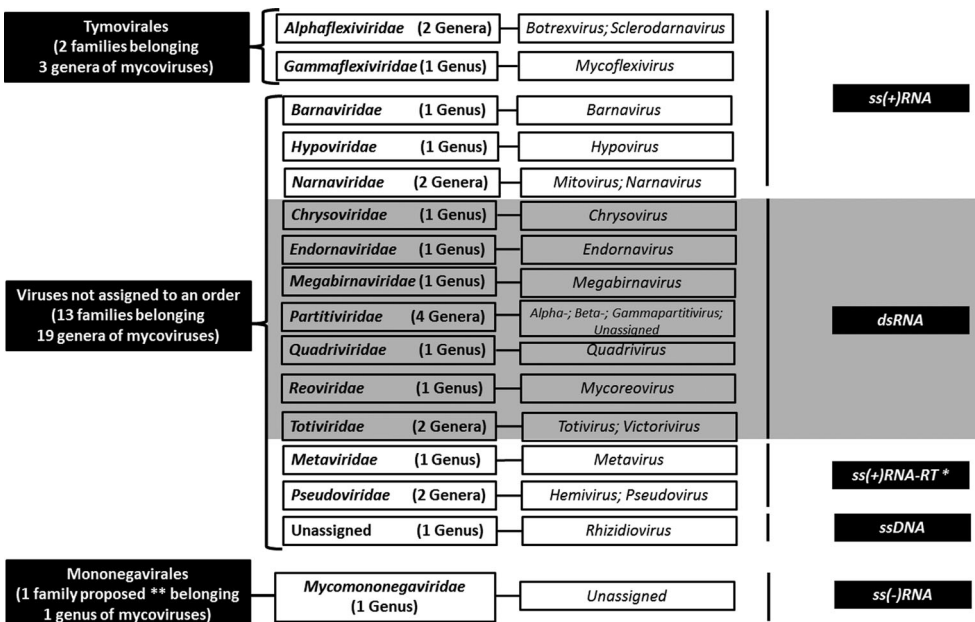 Tymovirales
(2 families belonging
3 genera of mycoviruses)
Alphaflexiviridae (2 Genera)
Botrexvirus; Sclerodarnavirus
Gammaflexiviridae (1 Genus)
Mycoflexivirus
ss(+)RNA
Barnaviridae (1 Genus)
Barnavirus
Hypoviridae (1 Genus)
Hypovirus
Narnaviridae (2 Genera)
Mitovirus; Narnavirus
Viruses not assigned to an order
(13 families belonging
19 genera of mycoviruses)
Chrysoviridae (1 Genus)
Chrysovirus
Endornaviridae (1 Genus)
Endornavirus
Megabirnaviridae (1 Genus)
Megabirnavirus
Partitiviridae (4 Genera)
Alpha-; Beta-; Gammapartitivirus;
Unassigned
dsRNA
Quadriviridae (1 Genus)
Quadrivirus
Reoviridae (1 Genus)
Mycoreovirus
Totiviridae (2 Genera)
Totivirus; Victorivirus
Metaviridae (1 Genus)
Metavirus
ss(+)RNA-RT *
Pseudoviridae (2 Genera)
Hemivirus; Pseudovirus
Unassigned (1 Genus)
Rhizidiovirus
ssDNA
Mononegavirales
(1 family proposed ** belonging
1 genus of mycoviruses)
Mycomononegaviridae
(1 Genus)
Unassigned
ss(-)RNA